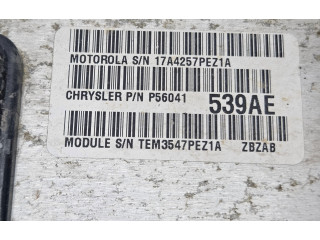 MOTOROLA S/N 17A4257PEZ1A
CHRYSLER P/N P56041 539AE
MODULE S/N TEM3547PEZ1A ZBZAB